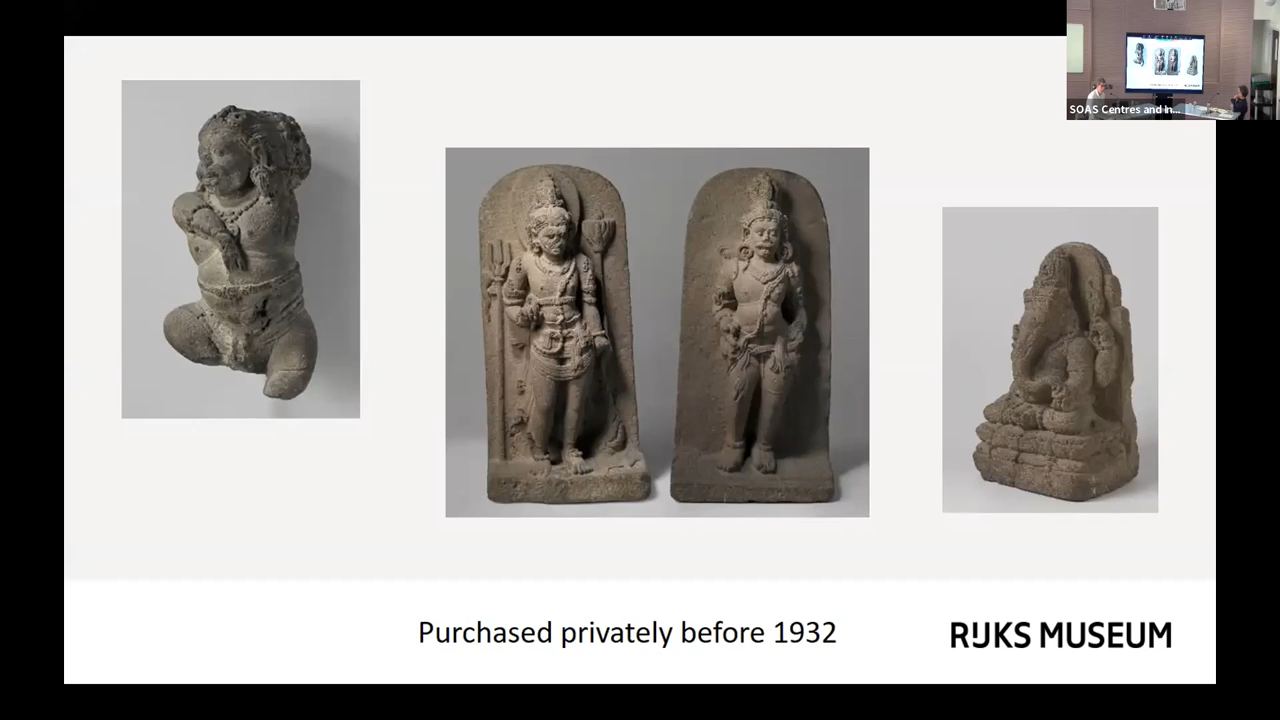 SOAS Centres and In...
Purchased privately before 1932
RIJKS MUSEUM